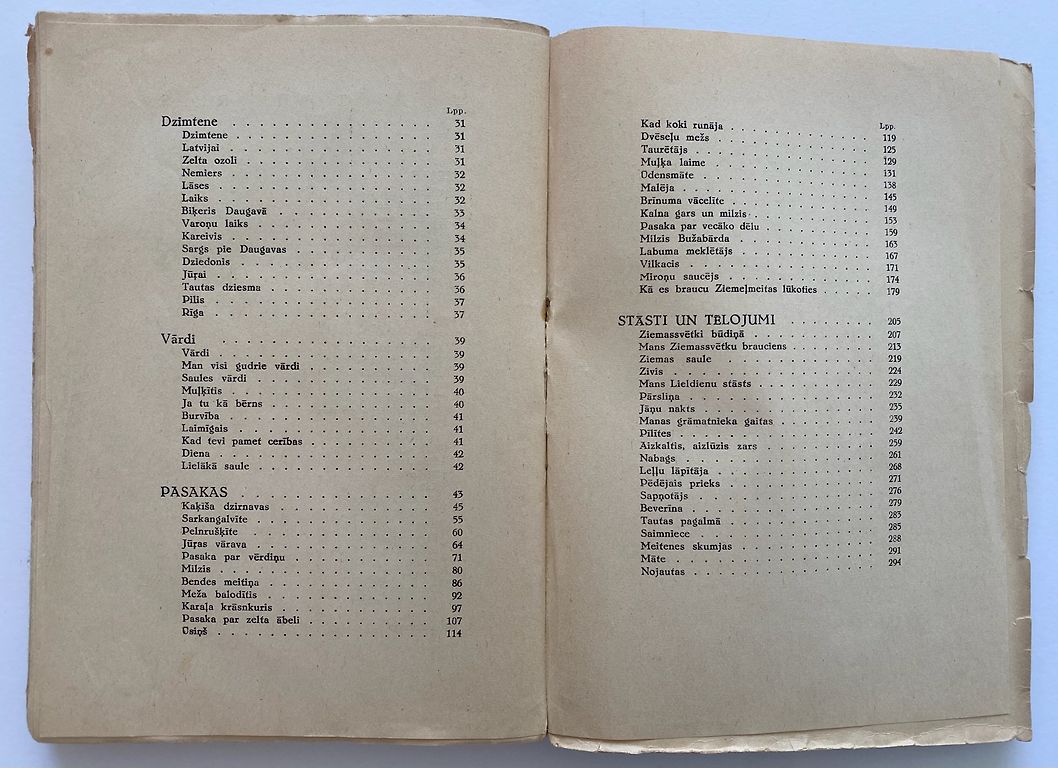 Lpp.
Dzimtene . . . . . 31
Dzimtene . . . . . 31
Latvijai . . . . . 31
Zelta ozoli . . . . . 31
Nemiers . . . . . 32
Lāses . . . . . 32
Laiks . . . . . 32
Biķeris Daugavā . . . . . 33
Varoņu laiks . . . . . 34
Kareivis . . . . . 34
Sargs pie Daugavas . . . . . 35
Dziedonis . . . . . 35
Jūŗai . . . . . 36
Tautas dziesma . . . . . 36
Pilis . . . . . 37
Rīga . . . . . 37
Vārdi . . . . . 39
Vārdi . . . . . 39
Man visi gudrie vārdi . . . . . 39
Saules vārdi . . . . . 39
Muļķītis . . . . . 40
Ja tu kā bērns . . . . . 40
Burvība . . . . . 41
Laimīgais . . . . . 41
Kad tevi pamet cerības . . . . . 41
Diena . . . . . 42
Lielākā saule . . . . . 42
PASAKAS . . . . . 43
Kaķīša dzirnavas . . . . . 45
Sarkangalvīte . . . . . 55
Pelnrušķīte . . . . . 60
Jūŗas vārava . . . . . 64
Pasaka par vērdiņu . . . . . 71
Milzis . . . . . 80
Bendes meitiņa . . . . . 86
Meža balodītis . . . . . 92
Karaļa krāsnkuris . . . . . 97
Pasaka par zelta ābeli . . . . . 107
Ūsiņš . . . . . 114
Lpp.
Kad koki runāja . . . . . 119
Dvēseļu mežs . . . . . 125
Taurētājs . . . . . 129
Muļķa laime . . . . . 131
Ūdensmāte . . . . . 138
Malēja . . . . . 145
Brīnuma vācelīte . . . . . 149
Kalna gars un milzis . . . . . 153
Pasaka par vecāko dēlu . . . . . 159
Milzis Bužabārda . . . . . 163
Labuma meklētājs . . . . . 167
Vilkacis . . . . . 171
Mironu saucējs . . . . . 174
Kā es braucu Ziemeļmeitas lūkoties . . . . . 179
STĀSTI UN TĒLOJUMI . . . . . 205
Ziemassvētki būdiņā . . . . . 207
Mans Ziemassvētku brauciens . . . . . 213
Ziemas saule . . . . . 219
Zivis . . . . . 224
Mans Lieldienu stāsts . . . . . 229
Pārsliņa . . . . . 232
Jāņu nakts . . . . . 235
Manas grāmatnieka gaitas . . . . . 239
Pīlītes . . . . . 242
Aizkaltis, aizlūzis zars . . . . . 259
Nabags . . . . . 261
Leļļu lāpītāja . . . . . 268
Pēdējais prieks . . . . . 271
Sapņotājs . . . . . 276
Beverīna . . . . . 279
Tautas pagalmā . . . . . 283
Saimniece . . . . . 285
Meitenes skumjas . . . . . 288
Māte . . . . . 291
Nojautas . . . . . 294